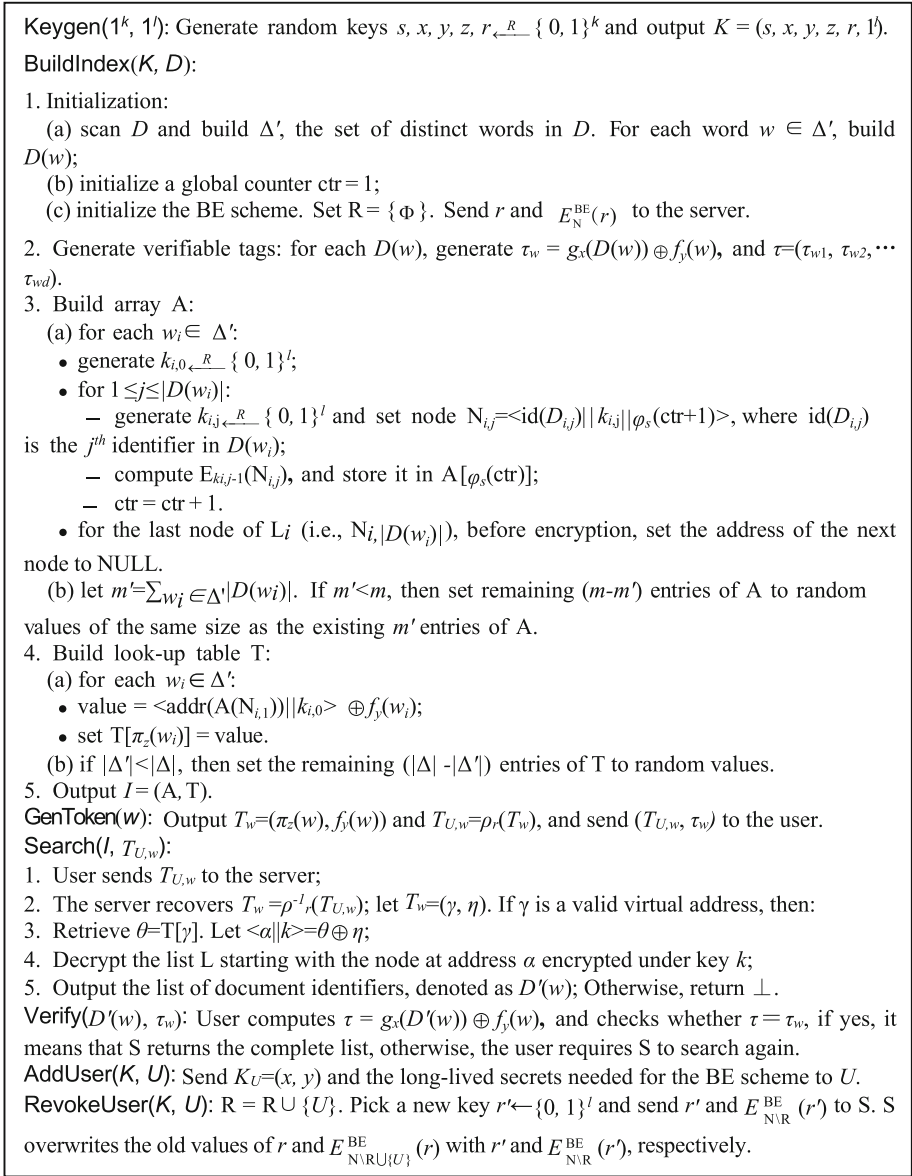 Keygen(1^k, 1^l): Generate random keys s, x, y, z, r ←R {0, 1}^k and output K = (s, x, y, z, r, 1^l).
BuildIndex(K, D):
1. Initialization:
(a) scan D and build Δ′, the set of distinct words in D. For each word w ∈ Δ′, build
D(w);
(b) initialize a global counter ctr = 1;
(c) initialize the BE scheme. Set R = {Φ}. Send r and E_N^BE(r) to the server.
2. Generate verifiable tags: for each D(w), generate τ_w = g_x(D(w)) ⊕ f_y(w), and τ=(τ_w1, τ_w2,⋯
τ_wd).
3. Build array A:
(a) for each w_i ∈ Δ′:
• generate k_i,0 ←R {0, 1}^l;
• for 1≤j≤|D(w_i)|:
– generate k_i,j ←R {0, 1}^l and set node N_i,j=<id(D_i,j)||k_i,j||φ_s(ctr+1)>, where id(D_i,j)
is the j^th identifier in D(w_i);
– compute E_ki,j-1(N_i,j), and store it in A[φ_s(ctr)];
– ctr = ctr + 1.
• for the last node of L_i (i.e., N_i,|D(w_i)|), before encryption, set the address of the next
node to NULL.
(b) let m′=∑_w_i∈Δ′|D(w_i)|. If m′<m, then set remaining (m-m′) entries of A to random
values of the same size as the existing m′ entries of A.
4. Build look-up table T:
(a) for each w_i ∈ Δ′:
• value = <addr(A(N_i,1))||k_i,0> ⊕ f_y(w_i);
• set T[π_z(w_i)] = value.
(b) if |Δ′|<|Δ|, then set the remaining (|Δ| -|Δ′|) entries of T to random values.
5. Output I = (A, T).
GenToken(w): Output T_w=(π_z(w), f_y(w)) and T_U,w=ρ_r(T_w), and send (T_U,w, τ_w) to the user.
Search(I, T_U,w):
1. User sends T_U,w to the server;
2. The server recovers T_w =ρ^-1_r(T_U,w); let T_w=(γ, η). If γ is a valid virtual address, then:
3. Retrieve θ=T[γ]. Let <α||k>=θ ⊕ η;
4. Decrypt the list L starting with the node at address α encrypted under key k;
5. Output the list of document identifiers, denoted as D′(w); Otherwise, return ⊥.
Verify(D′(w), τ_w): User computes τ = g_x(D′(w)) ⊕ f_y(w), and checks whether τ = τ_w, if yes, it
means that S returns the complete list, otherwise, the user requires S to search again.
AddUser(K, U): Send K_U=(x, y) and the long-lived secrets needed for the BE scheme to U.
RevokeUser(K, U): R = R∪{U}. Pick a new key r′←{0, 1}^l and send r′ and E_N\R^BE (r′) to S. S
overwrites the old values of r and E_N\R∪{U}^BE (r) with r′ and E_N\R^BE (r′), respectively.